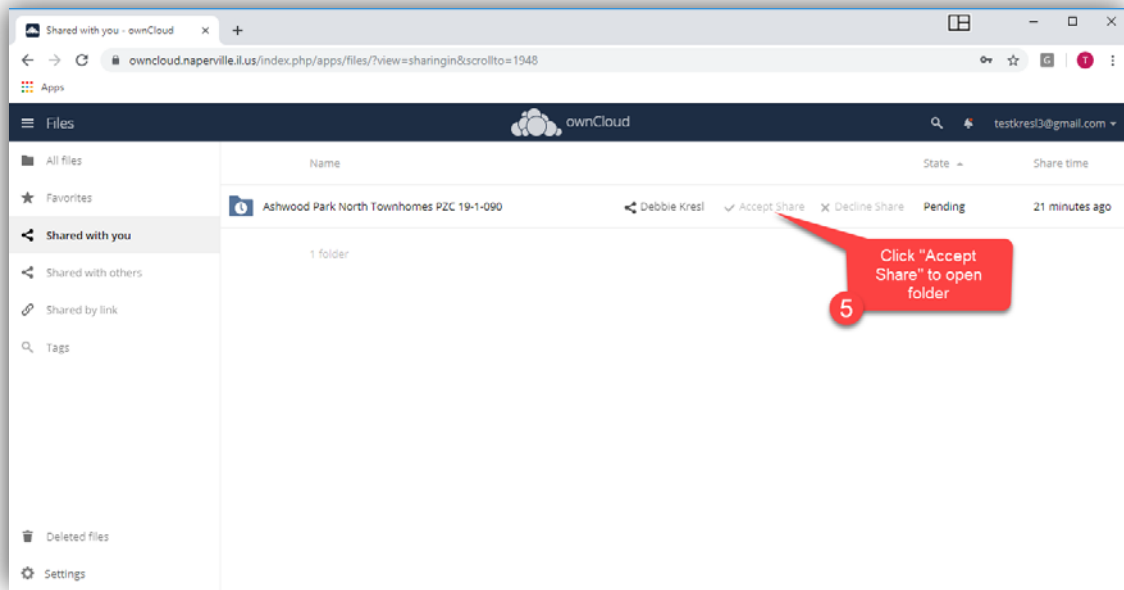 Shared with you - ownCloud
owncloud.naperville.il.us/index.php/apps/files/?view=sharingin&scrollto=1948
G
T
Apps
Files
ownCloud
testkresl3@gmail.com
All files
Name
State
Share time
Favorites
Ashwood Park North Townhomes PZC 19-1-090
Debbie Kresl
Accept Share
Decline Share
Pending
21 minutes ago
Shared with you
1 folder
Click "Accept
Share" to open
folder
5
Shared with others
Shared by link
Tags
Deleted files
Settings